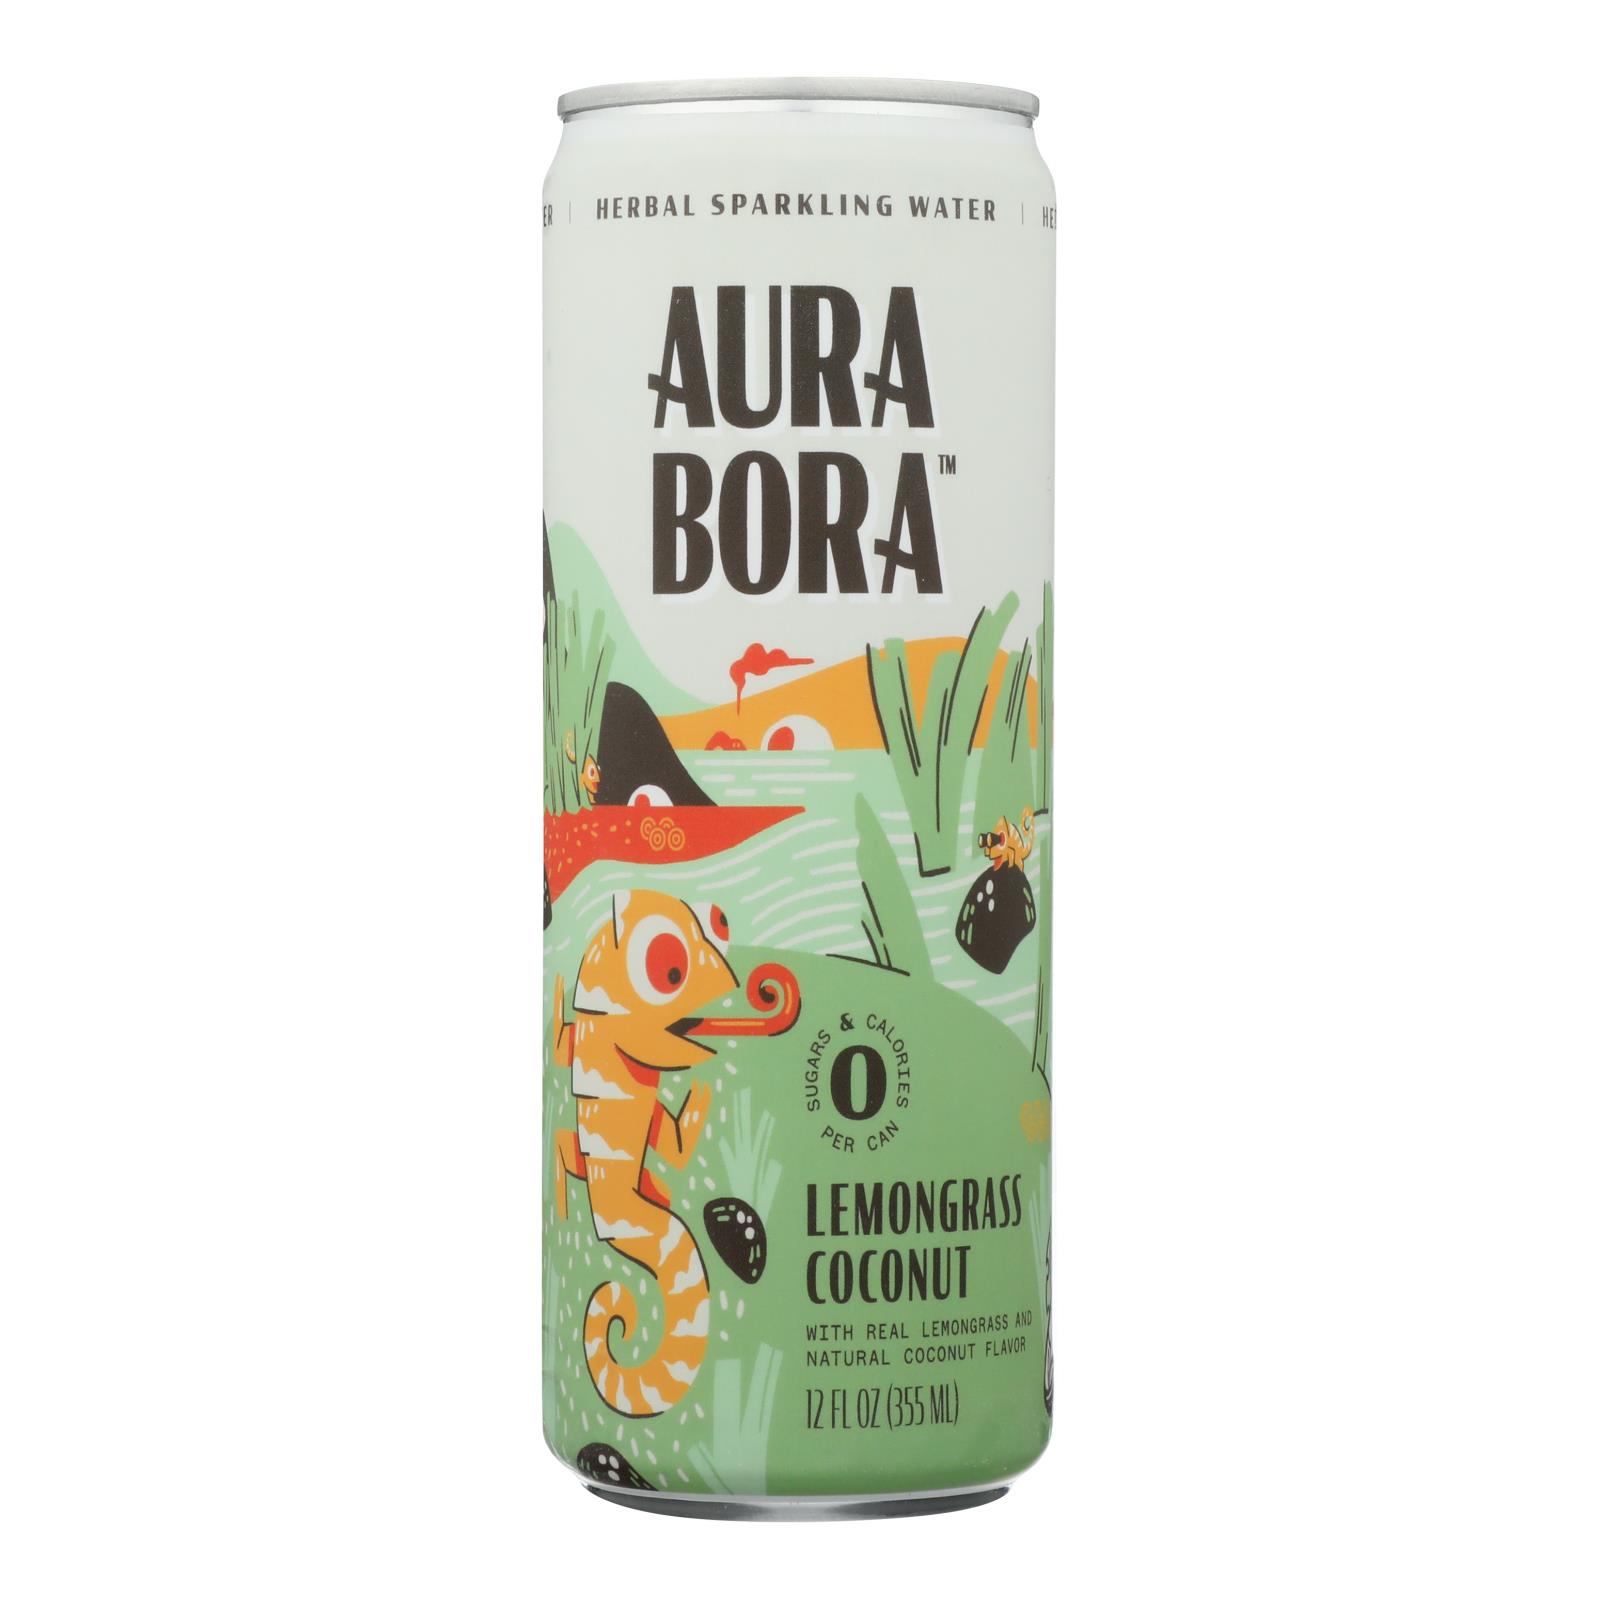 HERBAL SPARKLING WATER
AURA
BORA™
SUGARS & CALORIES
0
PER CAN
LEMONGRASS
COCONUT
WITH REAL LEMONGRASS AND
NATURAL COCONUT FLAVOR
12 FL OZ (355 ML)